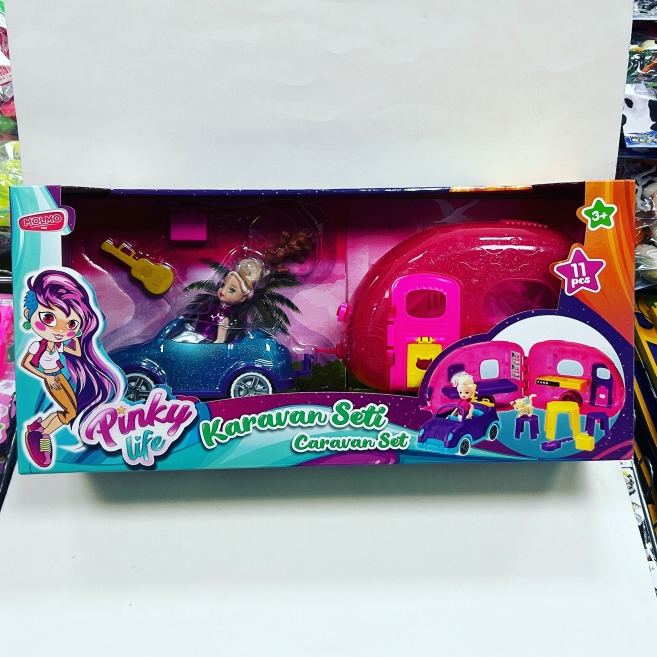 MOLMO
3+
11
pcs
Pinky
life
Karavan Seti
Caravan Set